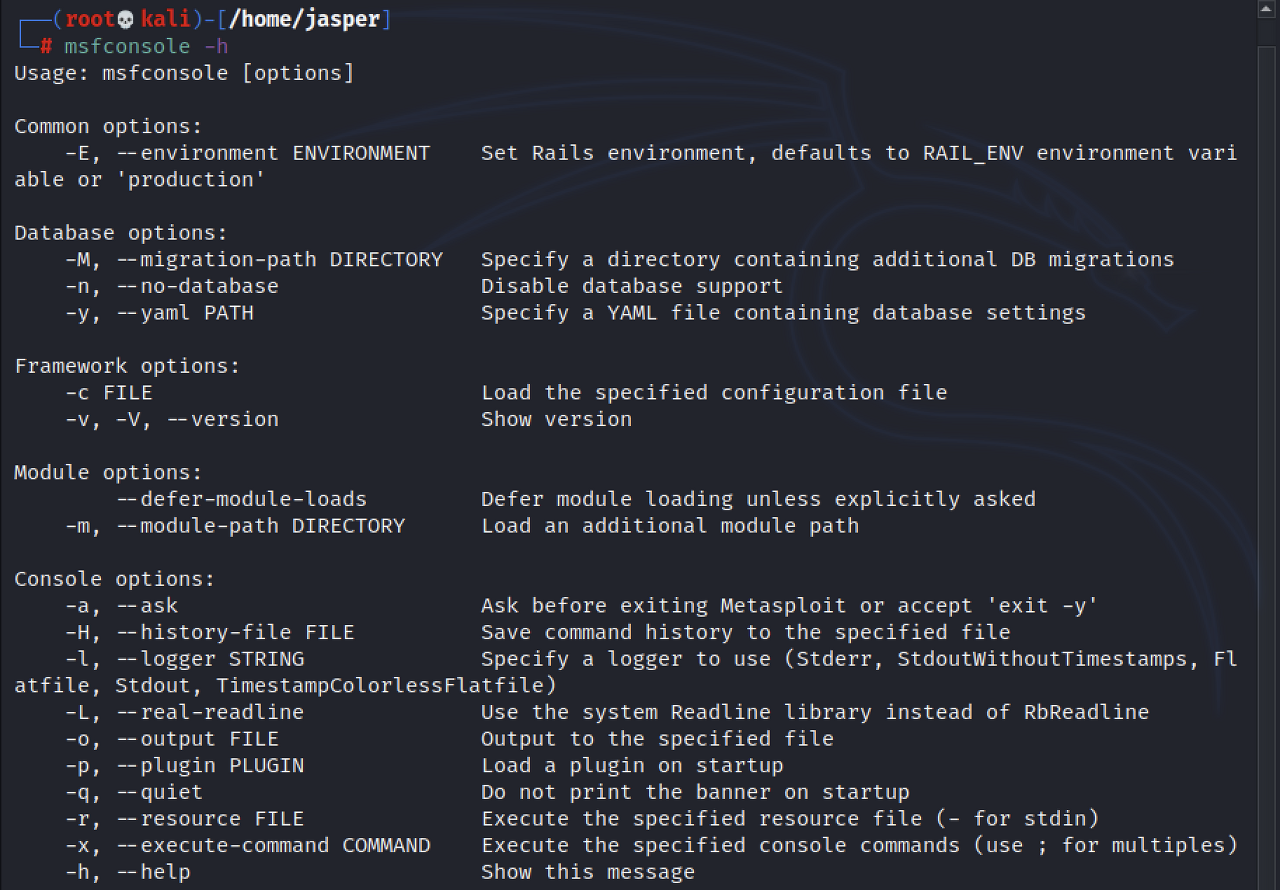 (root💀kali)-[/home/jasper]
# msfconsole -h
Usage: msfconsole [options]
Common options:
-E, --environment ENVIRONMENT Set Rails environment, defaults to RAIL_ENV environment vari
able or 'production'
Database options:
-M, --migration-path DIRECTORY Specify a directory containing additional DB migrations
-n, --no-database Disable database support
-y, --yaml PATH Specify a YAML file containing database settings
Framework options:
-c FILE Load the specified configuration file
-v, -V, --version Show version
Module options:
--defer-module-loads Defer module loading unless explicitly asked
-m, --module-path DIRECTORY Load an additional module path
Console options:
-a, --ask Ask before exiting Metasploit or accept 'exit -y'
-H, --history-file FILE Save command history to the specified file
-l, --logger STRING Specify a logger to use (Stderr, StdoutWithoutTimestamps, Fl
atfile, Stdout, TimestampColorlessFlatfile)
-L, --real-readline Use the system Readline library instead of RbReadline
-o, --output FILE Output to the specified file
-p, --plugin PLUGIN Load a plugin on startup
-q, --quiet Do not print the banner on startup
-r, --resource FILE Execute the specified resource file (- for stdin)
-x, --execute-command COMMAND Execute the specified console commands (use ; for multiples)
-h, --help Show this message